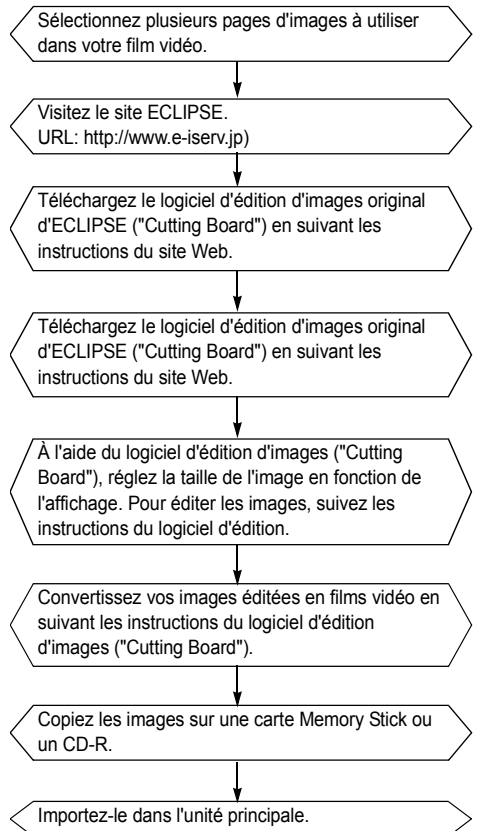 Sélectionnez plusieurs pages d'images à utiliser
dans votre film vidéo.
Visitez le site ECLIPSE.
URL: http://www.e-iserv.jp)
Téléchargez le logiciel d'édition d'images original
d'ECLIPSE ("Cutting Board") en suivant les
instructions du site Web.
Téléchargez le logiciel d'édition d'images original
d'ECLIPSE ("Cutting Board") en suivant les
instructions du site Web.
À l'aide du logiciel d'édition d'images ("Cutting
Board"), réglez la taille de l'image en fonction de
l'affichage. Pour éditer les images, suivez les
instructions du logiciel d'édition.
Convertissez vos images éditées en films vidéo en
suivant les instructions du logiciel d'édition
d'images ("Cutting Board").
Copiez les images sur une carte Memory Stick ou
un CD-R.
Importez-le dans l'unité principale.